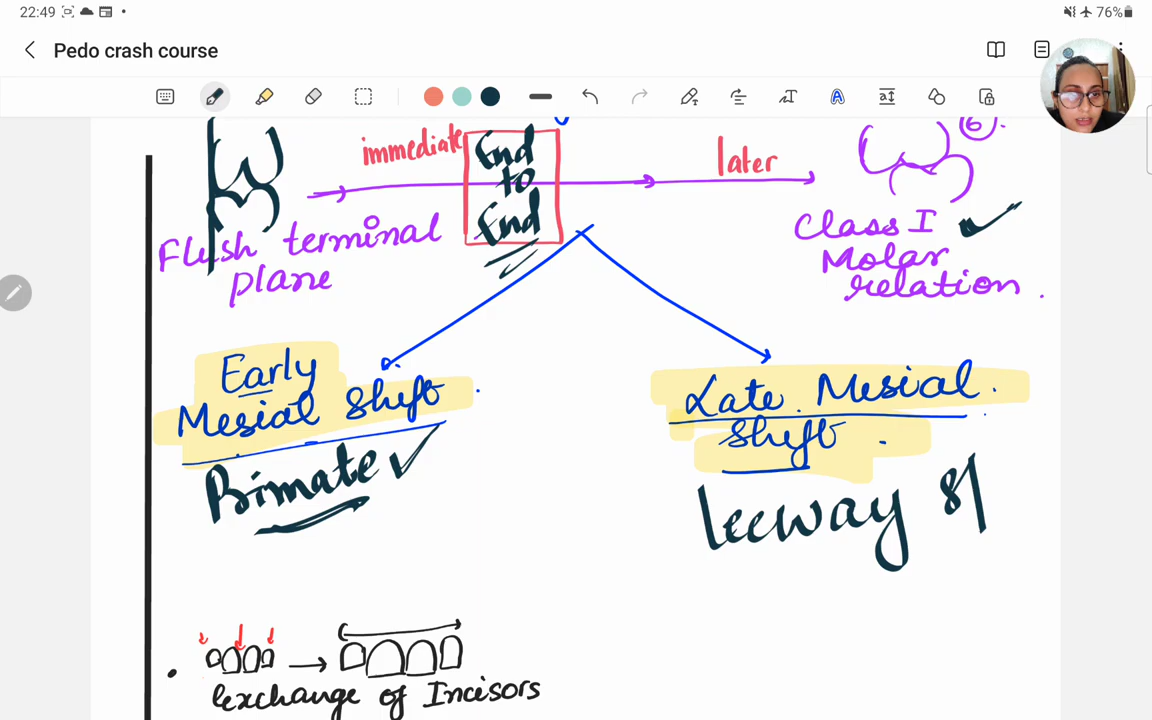 22:49
76%
Pedo crash course
immediate
End
to
End
later
6
Flush terminal
plane
Class I
Molar
relation.
Early
Mesial Shift.
Primate
Late Mesial.
Shift.
leeway
exchange of Incisors